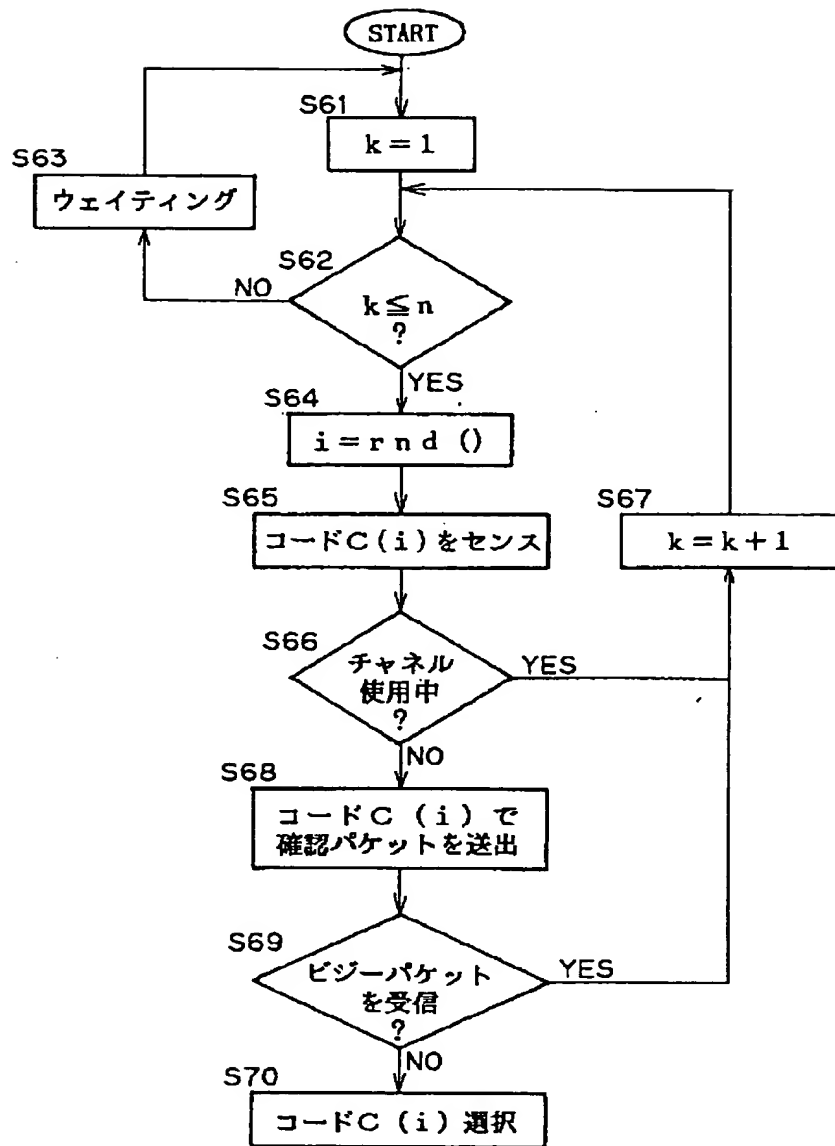 START
S61
k=1
S63
ウェイティング
S62
NO
k≦n
?
YES
S64
i=rnd ()
S65
コードC(i)をセンス
S67
k=k+1
S66
チャネル
使用中
?
YES
NO
S68
コードC (i) で
確認パケットを送出
S69
ビジーパケット
を受信
?
YES
NO
S70
コードC (i) 選択